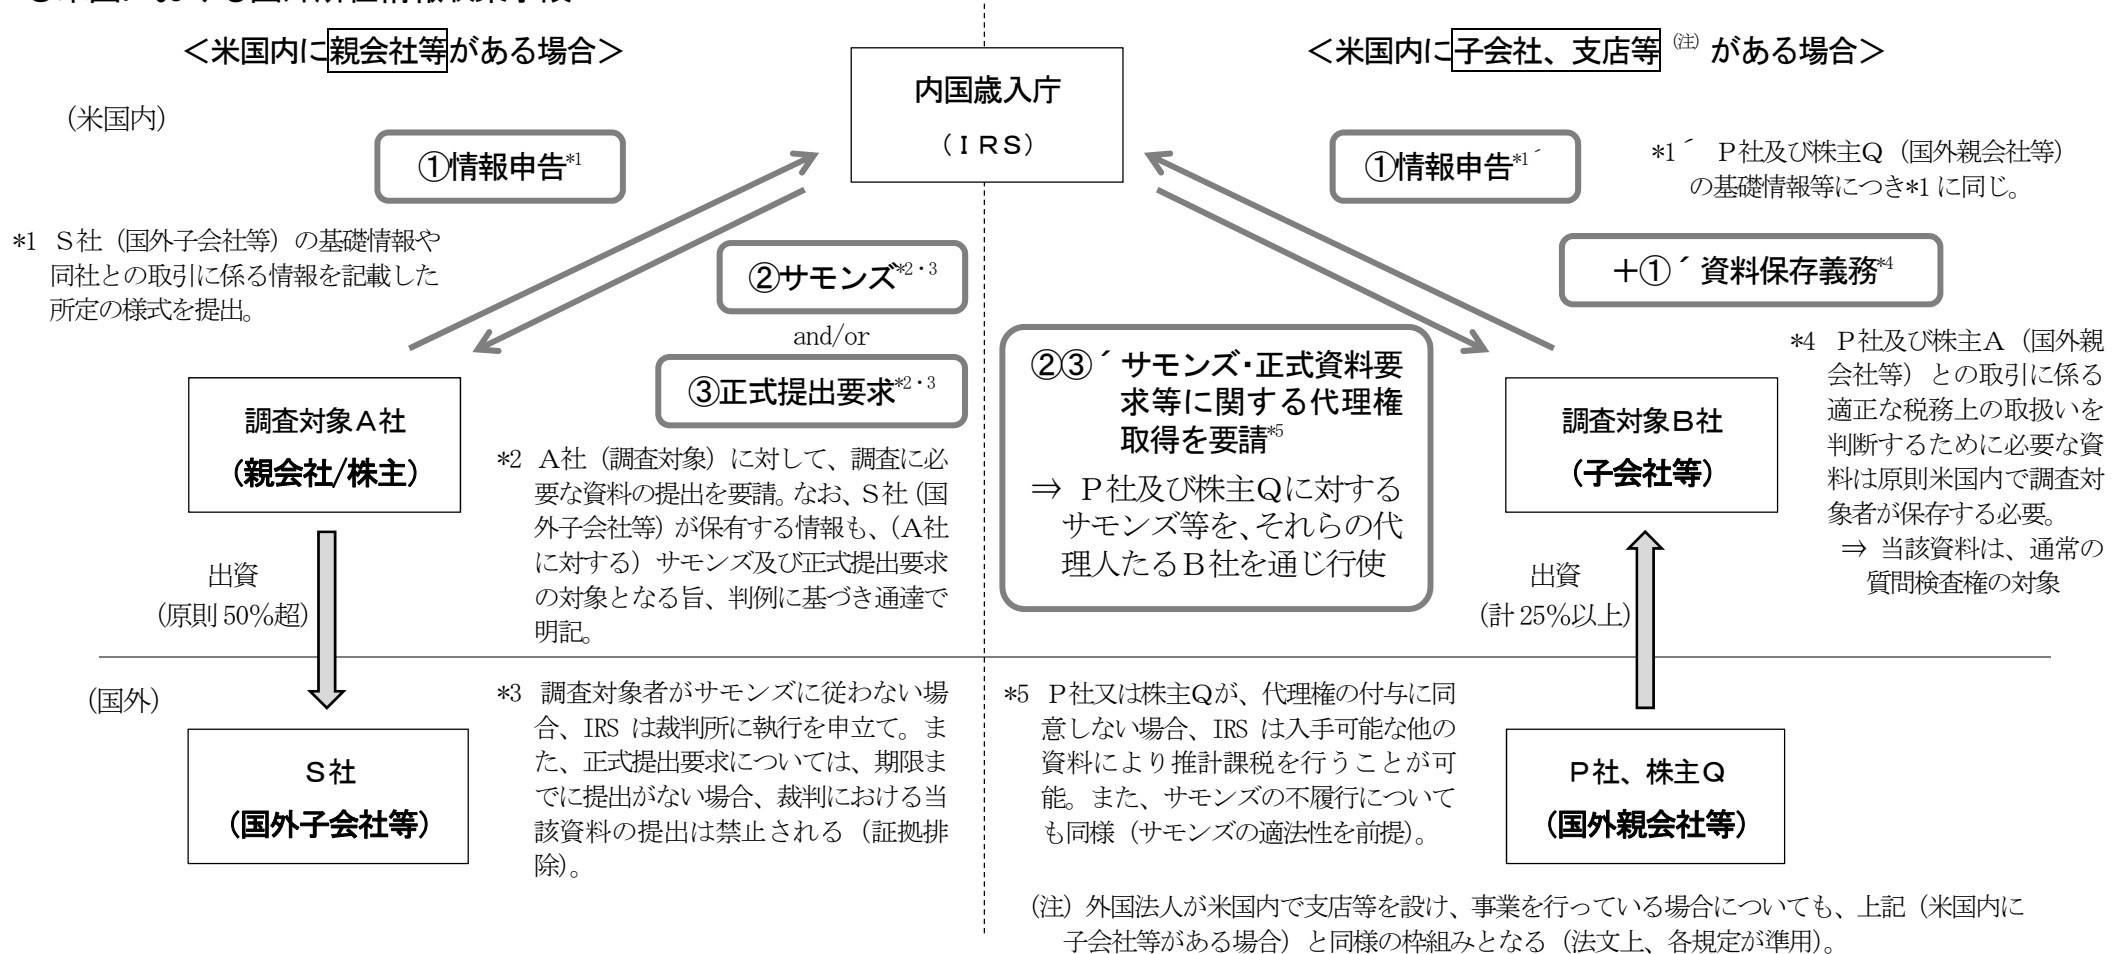 ＜米国内に親会社等がある場合＞
（米国内）
内国歳入庁
（ＩＲＳ）
①情報申告*1
*1 Ｓ社（国外子会社等）の基礎情報や
同社との取引に係る情報を記載した
所定の様式を提出。
②サモンズ*2・3
and/or
③正式提出要求*2・3
調査対象Ａ社
（親会社/株主）
*2 Ａ社（調査対象）に対して、調査に必
要な資料の提出を要請。なお、Ｓ社（国
外子会社等）が保有する情報も、（Ａ社
に対する）サモンズ及び正式提出要求
の対象となる旨、判例に基づき通達で
明記。
出資
（原則 50％超）
（国外）
Ｓ社
（国外子会社等）
*3 調査対象者がサモンズに従わない場
合、IRS は裁判所に執行を申立て。ま
た、正式提出要求については、期限ま
でに提出がない場合、裁判における当
該資料の提出は禁止される（証拠排
除）。
＜米国内に子会社、支店等（注）がある場合＞
①情報申告*1´
*1´ Ｐ社及び株主Ｑ（国外親会社等）
の基礎情報等につき*1 に同じ。
＋①´資料保存義務*4
②③´サモンズ・正式資料要
求等に関する代理権
取得を要請*5
⇒ Ｐ社及び株主Ｑに対する
サモンズ等を、それらの代
理人たるＢ社を通じ行使
調査対象Ｂ社
（子会社等）
*4 Ｐ社及び株主Ａ（国外親
会社等）との取引に係る
適正な税務上の取扱いを
判断するために必要な資
料は原則米国内で調査対
象者が保存する必要。
⇒ 当該資料は、通常の
質問検査権の対象
出資
（計 25％以上）
*5 Ｐ社又は株主Ｑが、代理権の付与に同
意しない場合、IRS は入手可能な他の
資料により推計課税を行うことが可
能。また、サモンズの不履行について
も同様（サモンズの適法性を前提）。
Ｐ社、株主Ｑ
（国外親会社等）
（注）外国法人が米国内で支店等を設け、事業を行っている場合についても、上記（米国内に
子会社等がある場合）と同様の枠組みとなる（法文上、各規定が準用）。